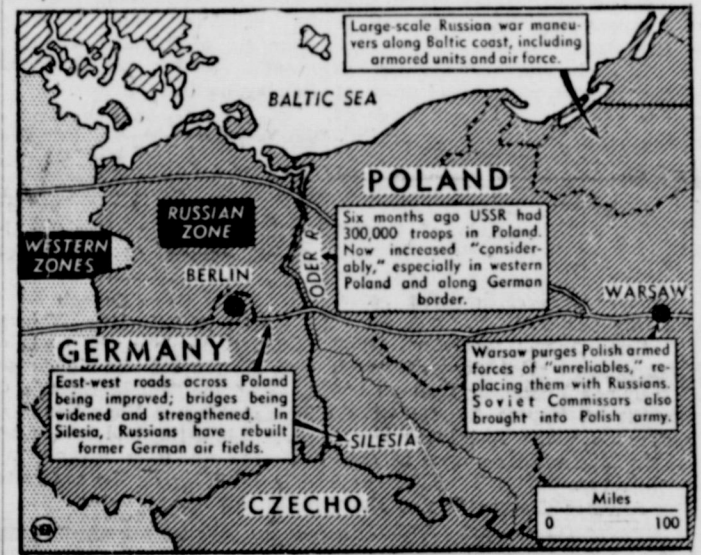 Large-scale Russian war maneu-
vers along Baltic coast, including
armored units and air force.
BALTIC SEA
POLAND
RUSSIAN
ZONE
WESTERN
ZONES
Six months ago USSR had
300,000 troops in Poland.
Now increased "consider-
ably," especially in western
Poland and along German
border.
ODER R.
BERLIN
WARSAW
GERMANY
Warsaw purges Polish armed
forces of "unreliables," re-
placing them with Russians.
Soviet Commissars also
brought into Polish army.
East-west roads across Poland
being improved; bridges being
widened and strengthened. In
Silesia, Russians have rebuilt
former German air fields.
SILESIA
CZECHO.
Miles
0 100